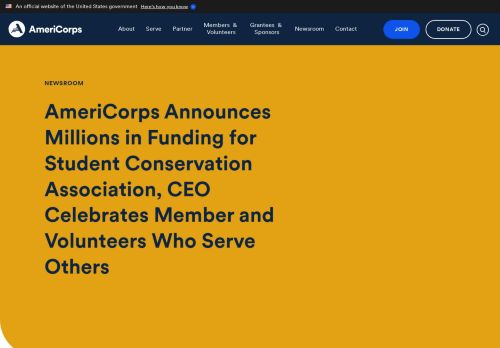 An official website of the United States government Here's how you know
AmeriCorps
About Serve Partner Members & Volunteers Grantees & Sponsors Newsroom Contact JOIN DONATE
NEWSROOM
AmeriCorps Announces
Millions in Funding for
Student Conservation
Association, CEO
Celebrates Member and
Volunteers Who Serve
Others